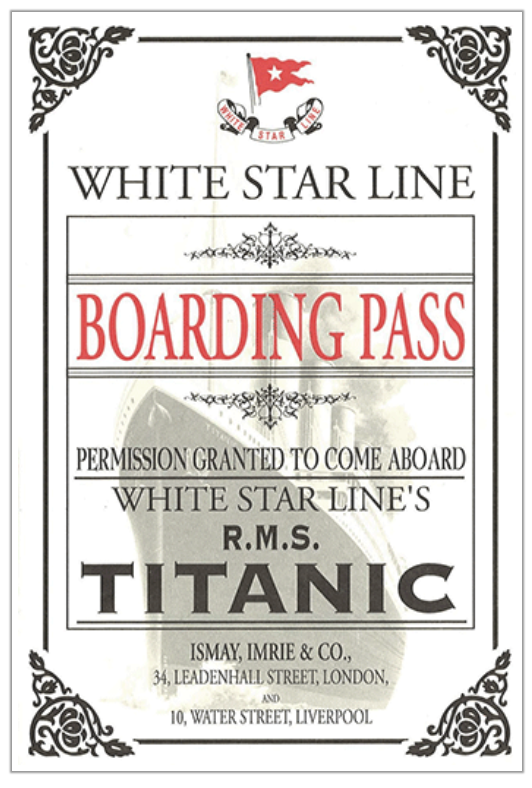 WHITE STAR LINE
WHITE STAR LINE
BOARDING PASS
PERMISSION GRANTED TO COME ABOARD
WHITE STAR LINE'S
R.M.S.
TITANIC
ISMAY, IMRIE & CO.,
34, LEADENHALL STREET, LONDON,
AND
10, WATER STREET, LIVERPOOL